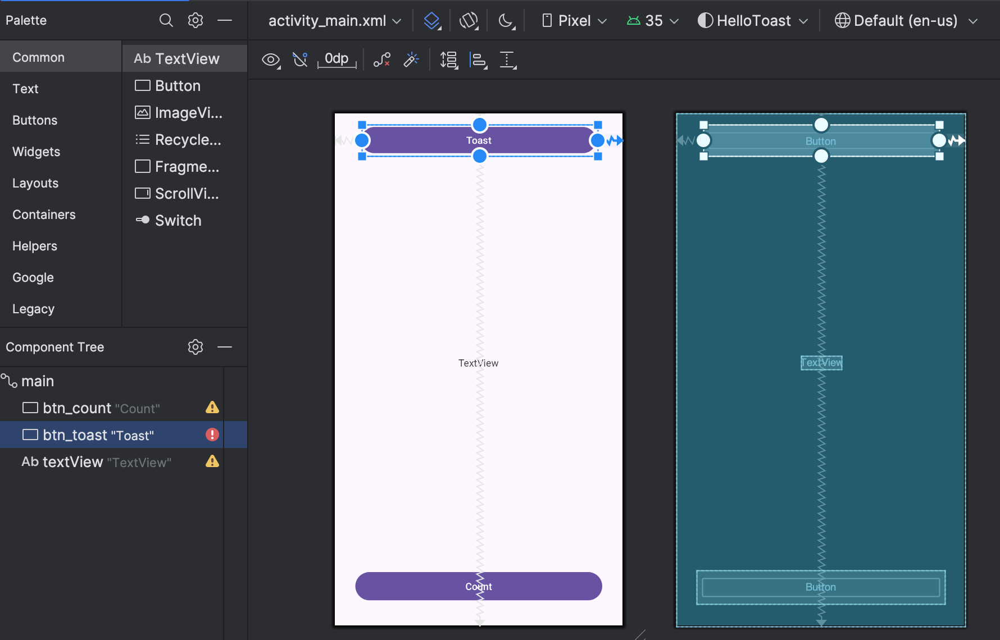 Palette
activity_main.xml
Pixel
35
HelloToast
Default (en-us)
Common
Text
Buttons
Widgets
Layouts
Containers
Helpers
Google
Legacy
Ab TextView
Button
ImageVi...
Recycle...
Fragme...
ScrollVi...
Switch
0dp
Component Tree
main
btn_count "Count"
btn_toast "Toast"
Ab textView "TextView"
Toast
TextView
Count
Button
TextView
Button